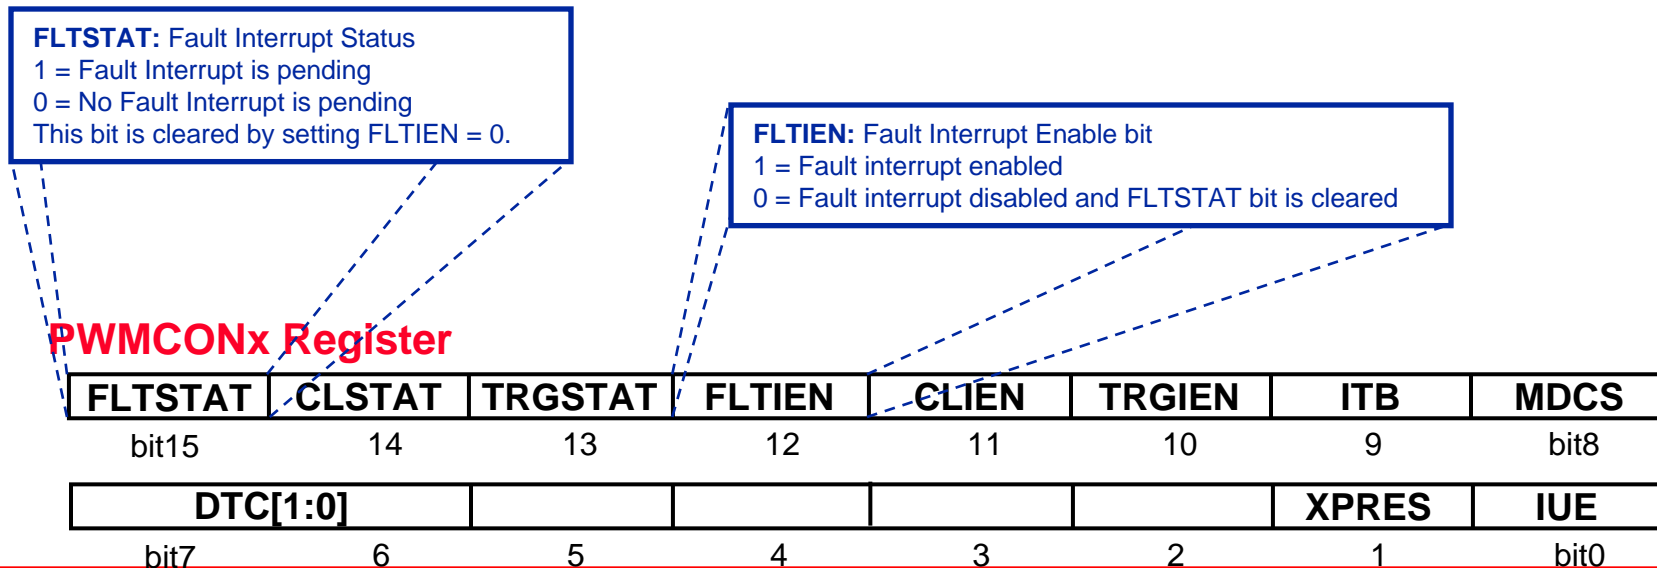 FLTSTAT: Fault Interrupt Status
1 = Fault Interrupt is pending
0 = No Fault Interrupt is pending
This bit is cleared by setting FLTIEN = 0.
FLTIEN: Fault Interrupt Enable bit
1 = Fault interrupt enabled
0 = Fault interrupt disabled and FLTSTAT bit is cleared
PWMCONx Register
FLTSTAT CLSTAT TRGSTAT FLTIEN CLIEN TRGIEN ITB MDCS
bit15 14 13 12 11 10 9 bit8
DTC[1:0] XPRES IUE
bit7 6 5 4 3 2 1 bit0